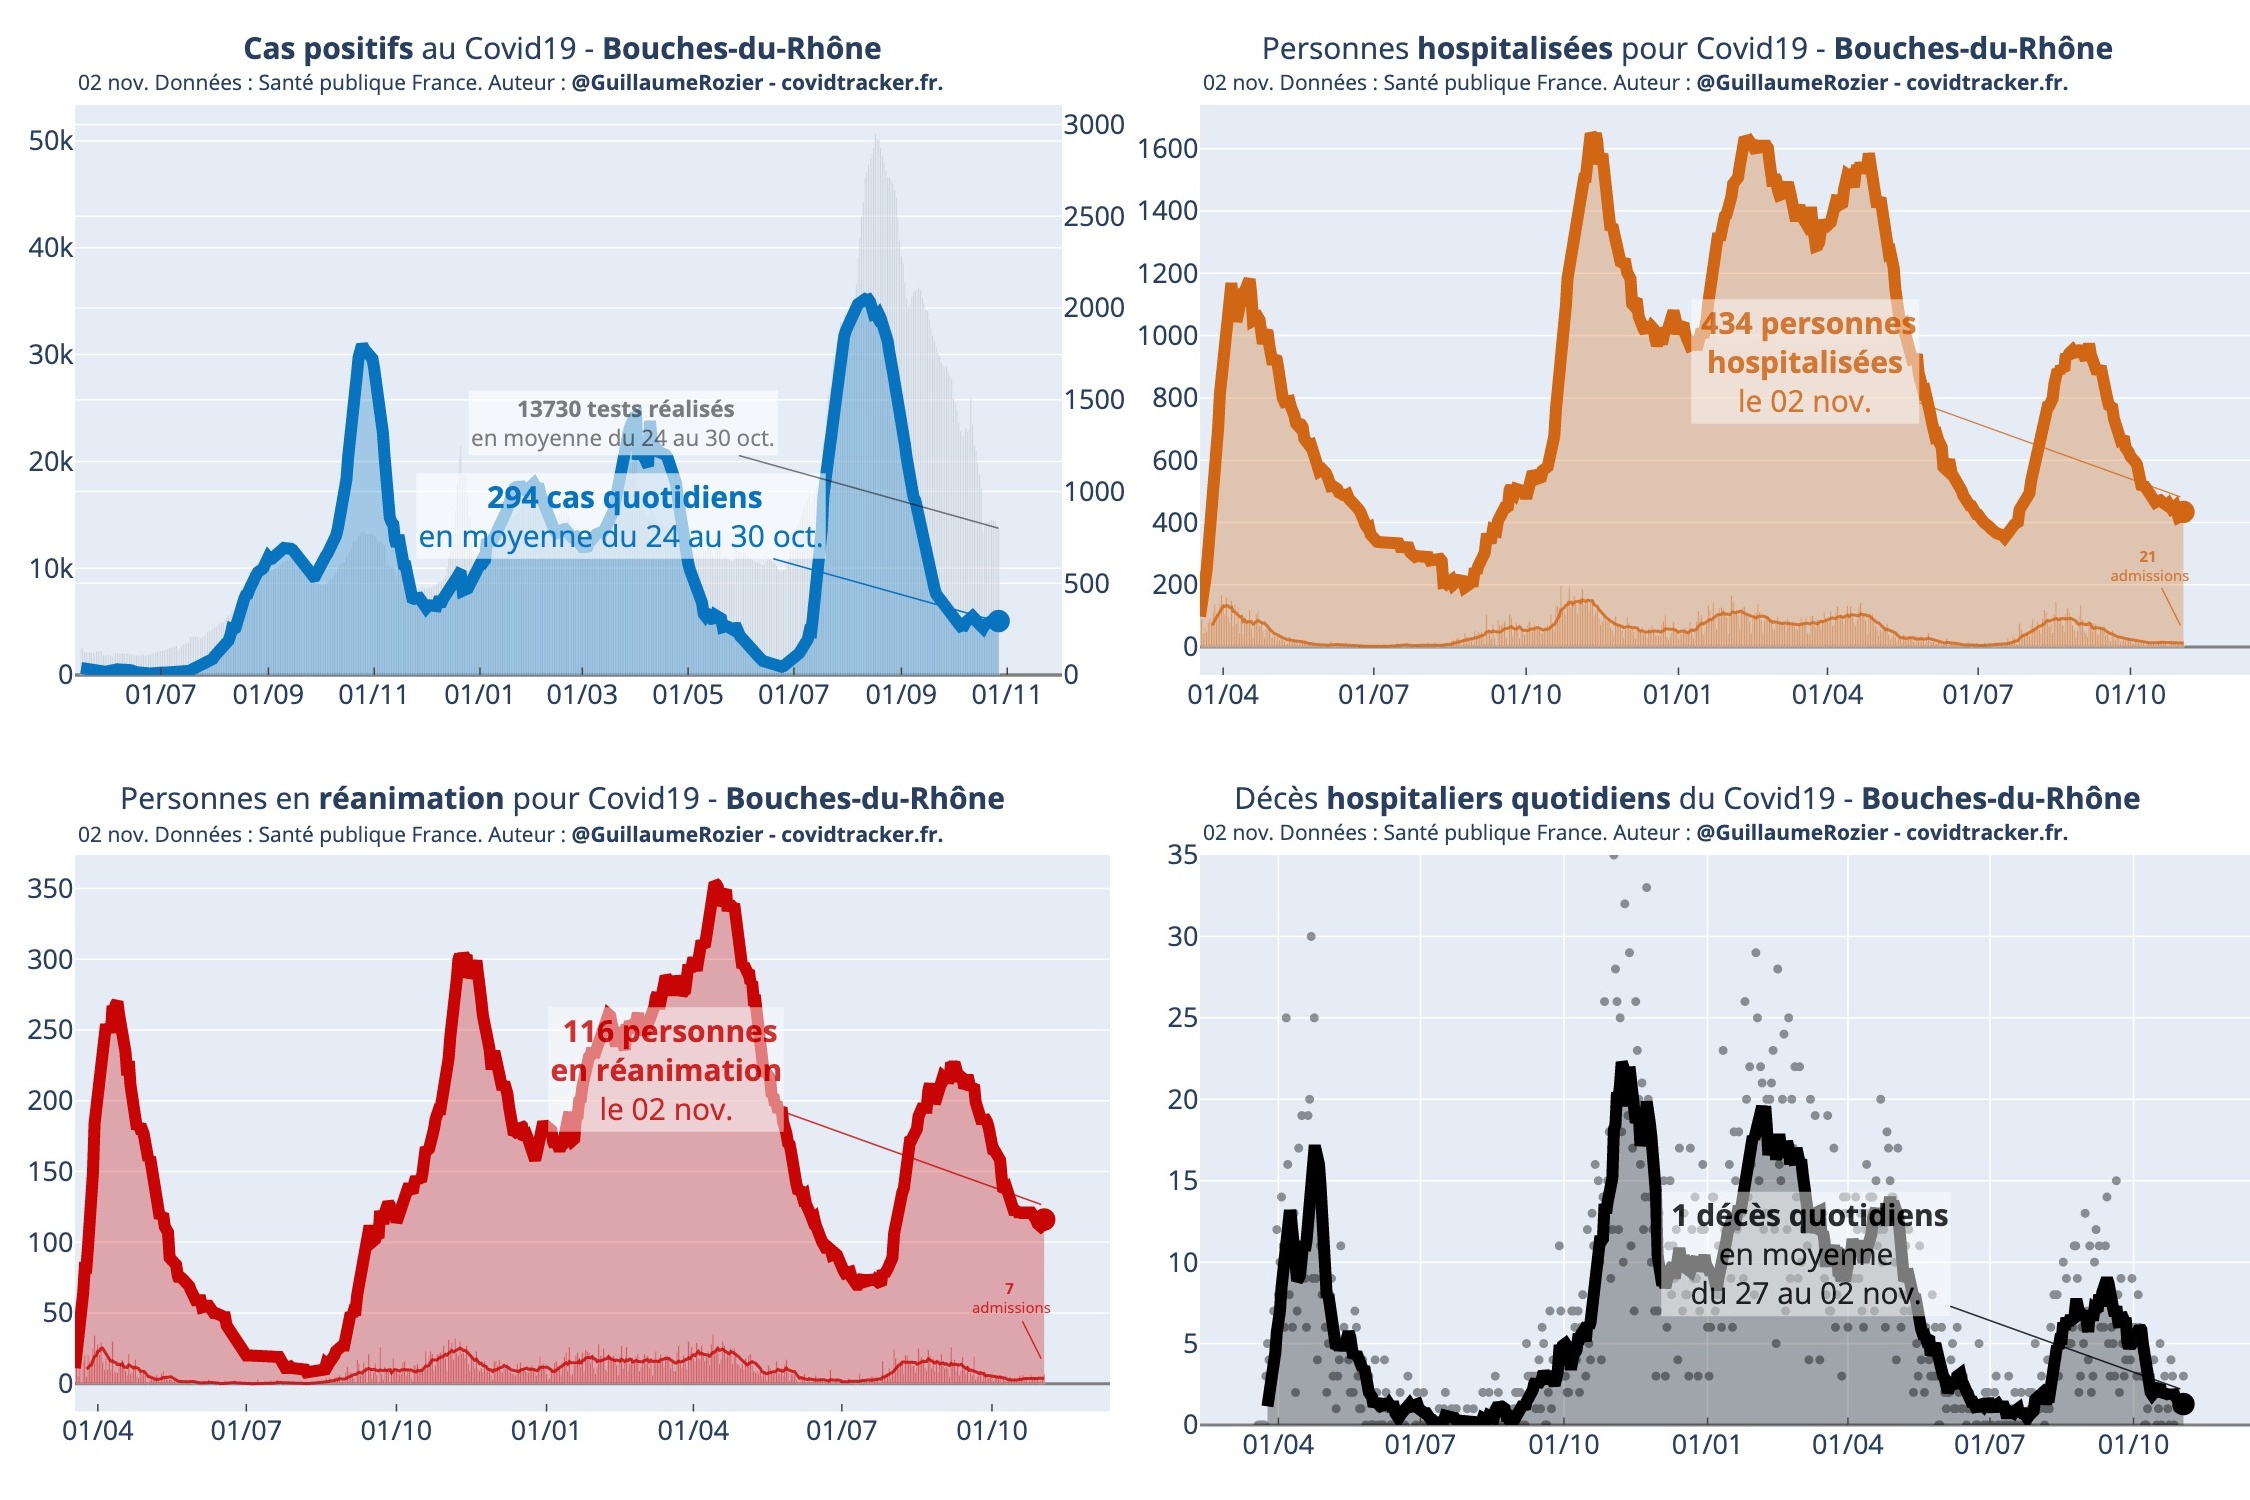 Cas positifs au Covid19 - Bouches-du-Rhône
02 nov. Données : Santé publique France. Auteur : @GuillaumeRozier - covidtracker.fr.
50k
40k
30k
20k
10k
0
3000
2500
2000
1500
1000
500
0
13730 tests réalisés
en moyenne du 24 au 30 oct.
294 cas quotidiens
en moyenne du 24 au 30 oct.
01/07 01/09 01/11 01/01 01/03 01/05 01/07 01/09 01/11
Personnes hospitalisées pour Covid19 - Bouches-du-Rhône
02 nov. Données : Santé publique France. Auteur : @GuillaumeRozier - covidtracker.fr.
1600
1400
1200
1000
800
600
400
200
0
434 personnes
hospitalisées
le 02 nov.
21
admissions
01/04 01/07 01/10 01/01 01/04 01/07 01/10
Personnes en réanimation pour Covid19 - Bouches-du-Rhône
02 nov. Données : Santé publique France. Auteur : @GuillaumeRozier - covidtracker.fr.
350
300
250
200
150
100
50
0
116 personnes
en réanimation
le 02 nov.
7
admissions
01/04 01/07 01/10 01/01 01/04 01/07 01/10
Décès hospitaliers quotidiens du Covid19 - Bouches-du-Rhône
02 nov. Données : Santé publique France. Auteur : @GuillaumeRozier - covidtracker.fr.
35
30
25
20
15
10
5
0
1 décès quotidiens
en moyenne
du 27 au 02 nov.
01/04 01/07 01/10 01/01 01/04 01/07 01/10